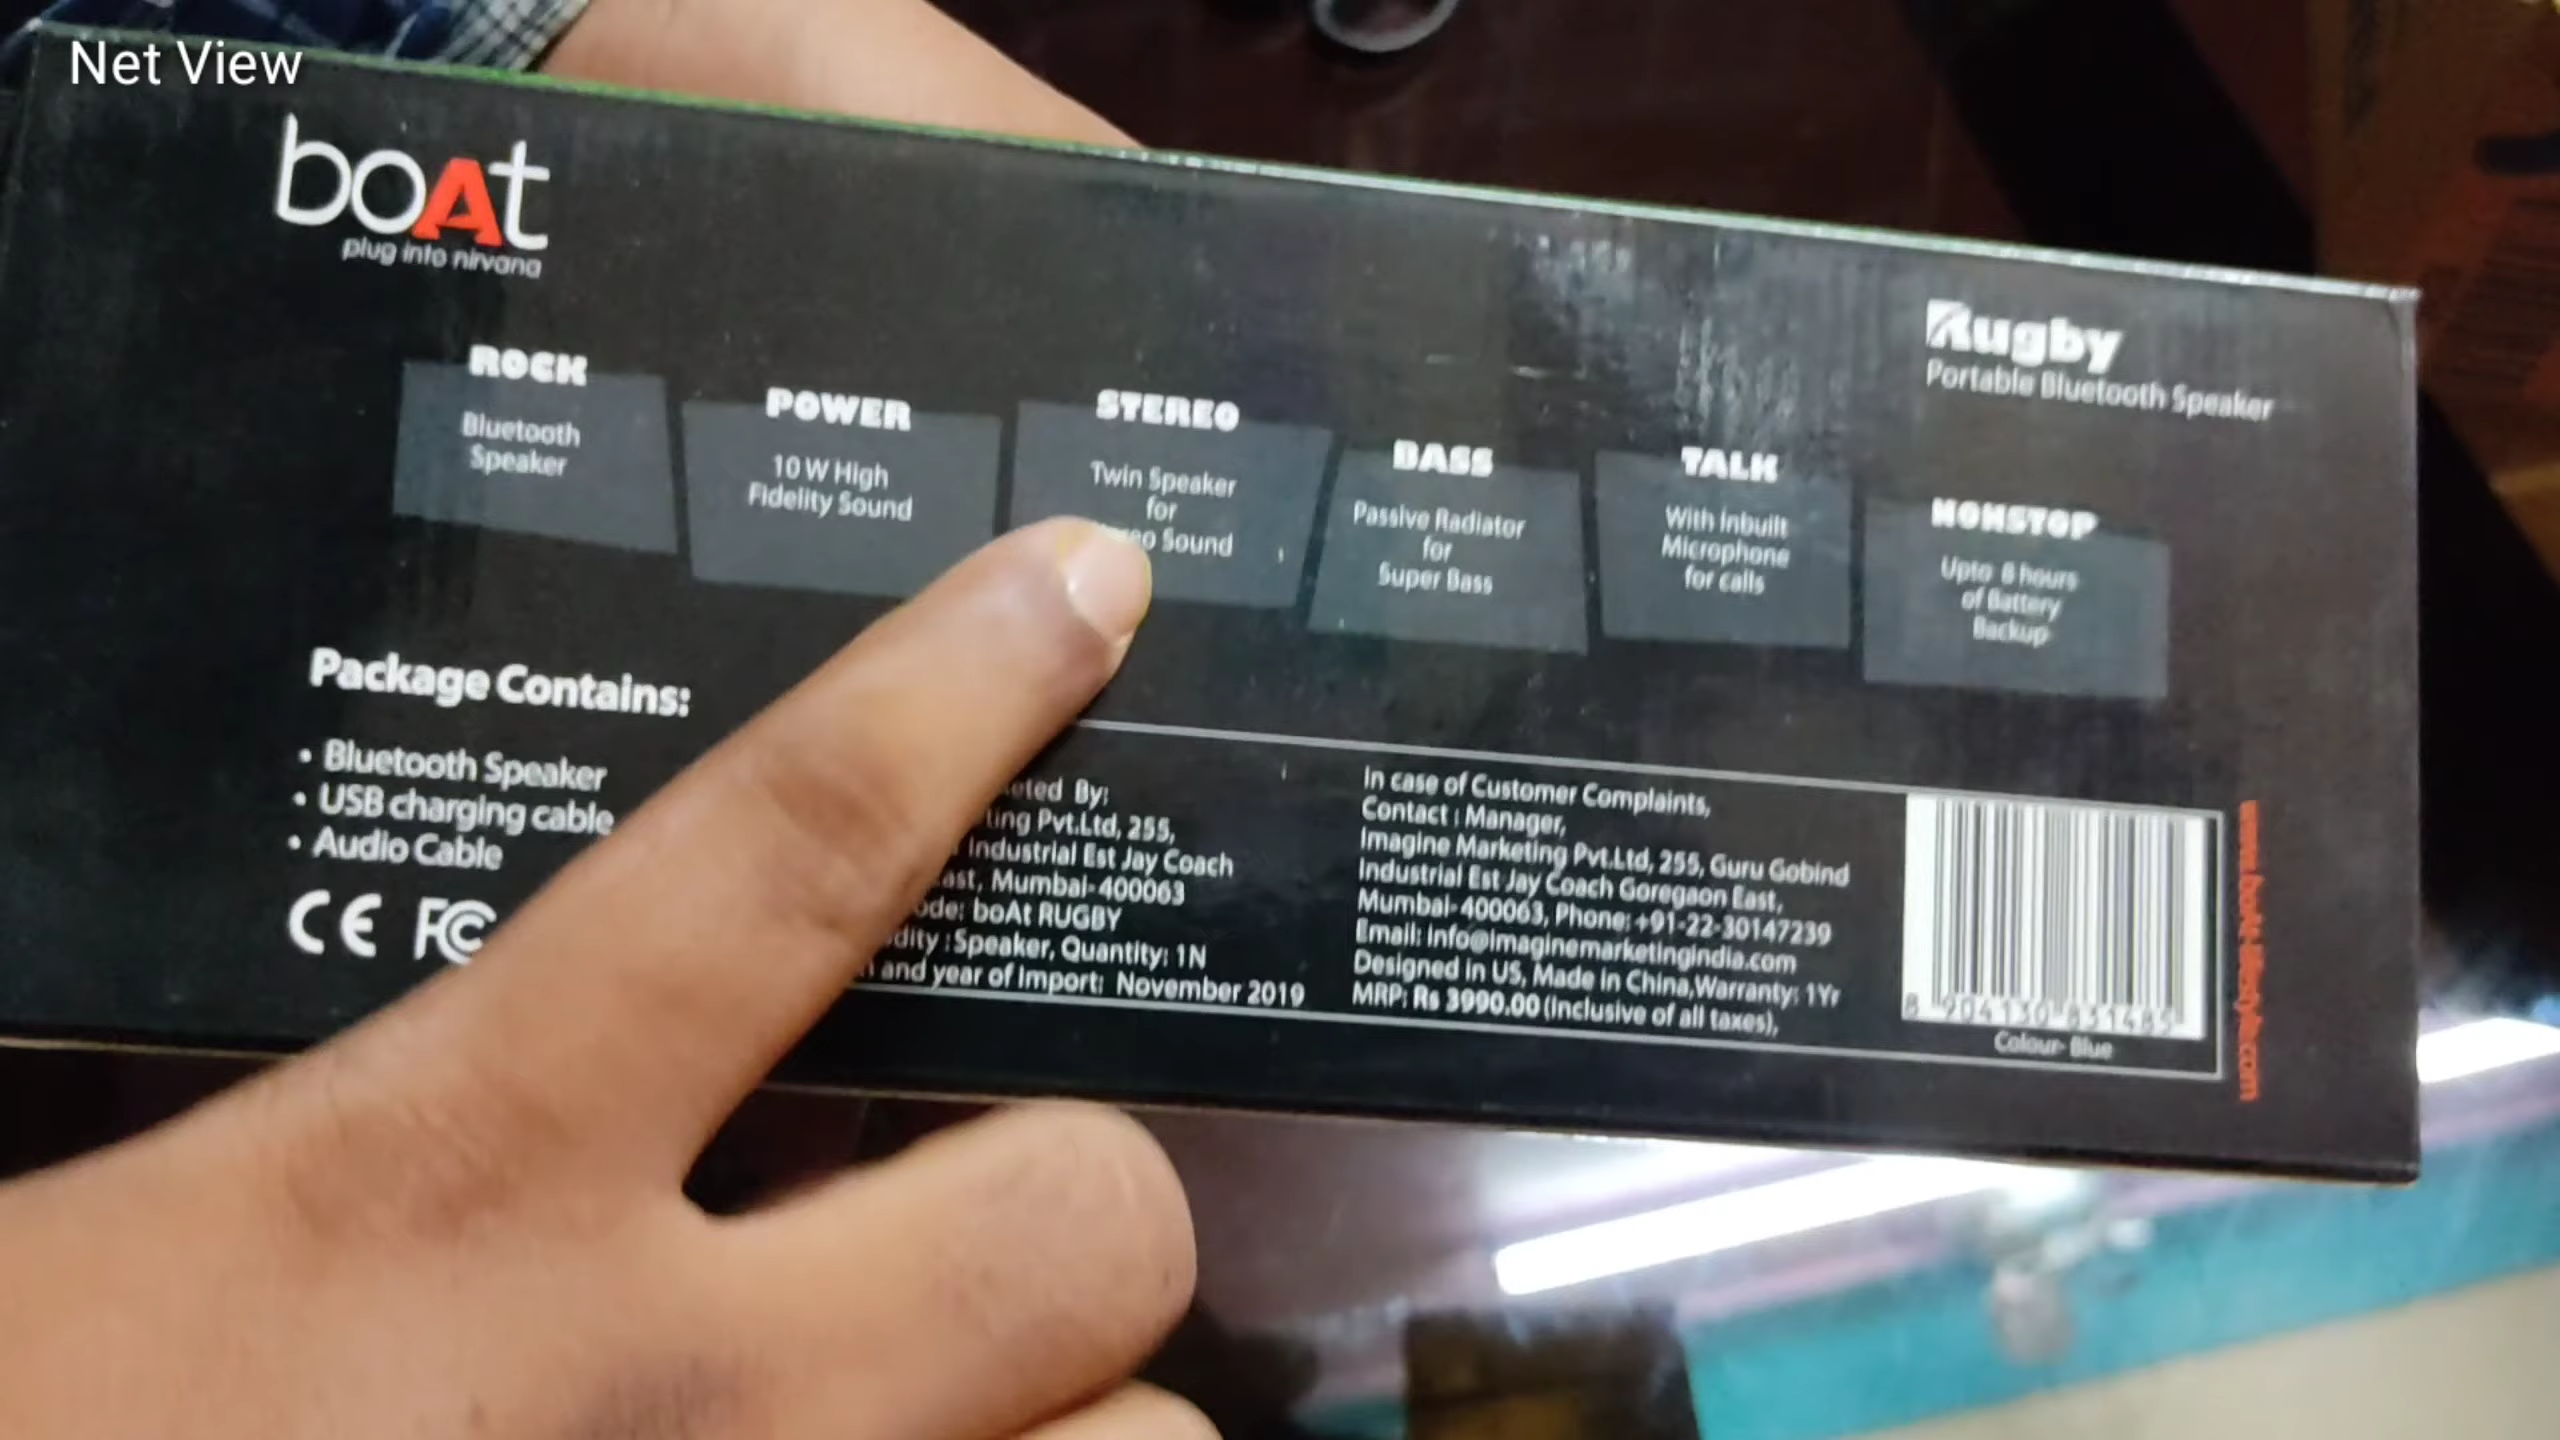 Net View
boAt
plug into nirvana
Rugby
Portable Bluetooth Speaker
ROCK
Bluetooth
Speaker
POWER
10 W High
Fidelity Sound
STEREO
Twin Speaker
for
Sound
BASS
Passive Radiator
for
Super Bass
TALK
With inbuilt
Microphone
for calls
NONSTOP
Upto 8 hours
of Battery
Backup
Package Contains:
• Bluetooth Speaker
• USB charging cable
• Audio Cable
CE FC
By:
Pvt.Ltd, 255,
Industrial Est Jay Coach
Mumbai-400063
boAt RUGBY
: Speaker, Quantity: 1N
and year of Import: November 2019
In case of Customer Complaints,
Contact : Manager,
Imagine Marketing Pvt.Ltd, 255, Guru Gobind
Industrial Est Jay Coach Goregaon East,
Mumbai-400063, Phone: +91-22-30147239
Email: info@imaginemarketingindia.com
Designed in US, Made in China,Warranty: 1Yr
MRP: Rs 3990.00 (Inclusive of all taxes),
Colour- Blue